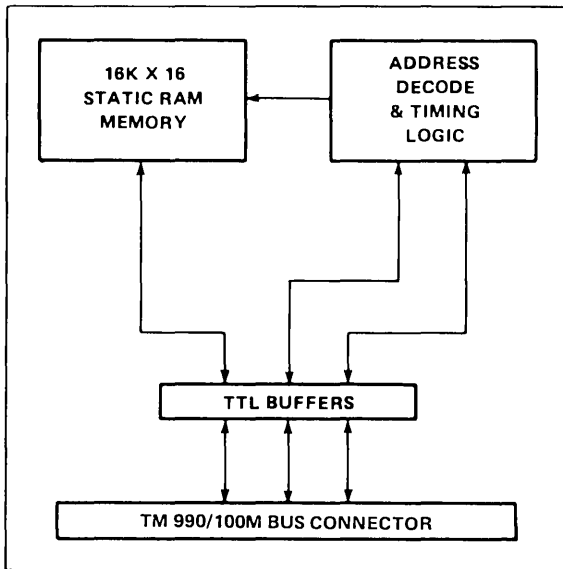 16K X 16
STATIC RAM
MEMORY
ADDRESS
DECODE
& TIMING
LOGIC
TTL BUFFERS
TM 990/100M BUS CONNECTOR